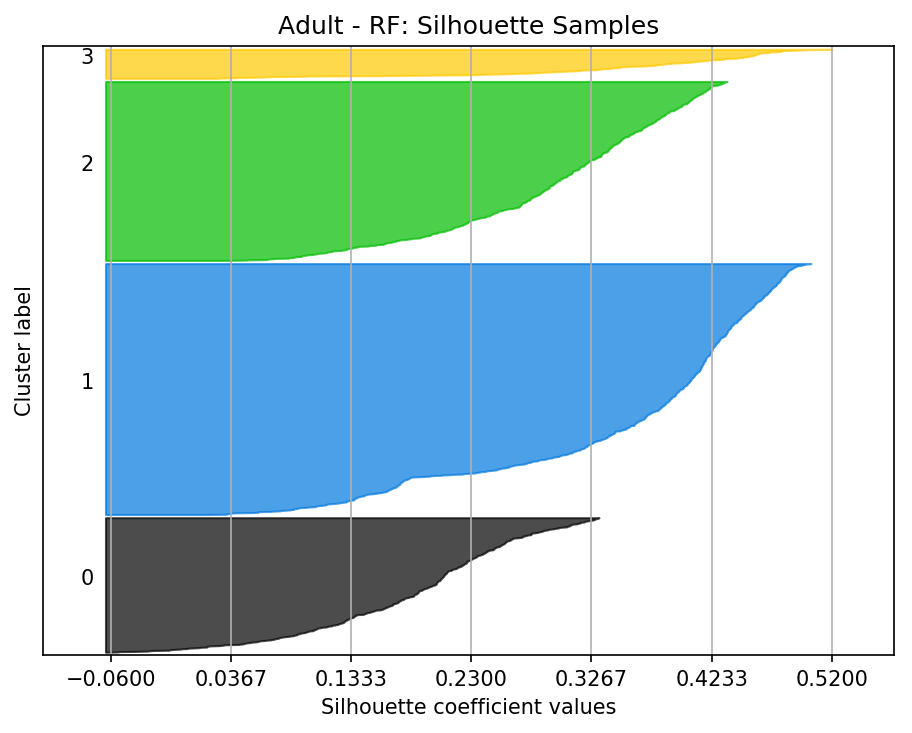 Adult - RF: Silhouette Samples
3
2
1
0
Cluster label
−0.0600 0.0367 0.1333 0.2300 0.3267 0.4233 0.5200
Silhouette coefficient values